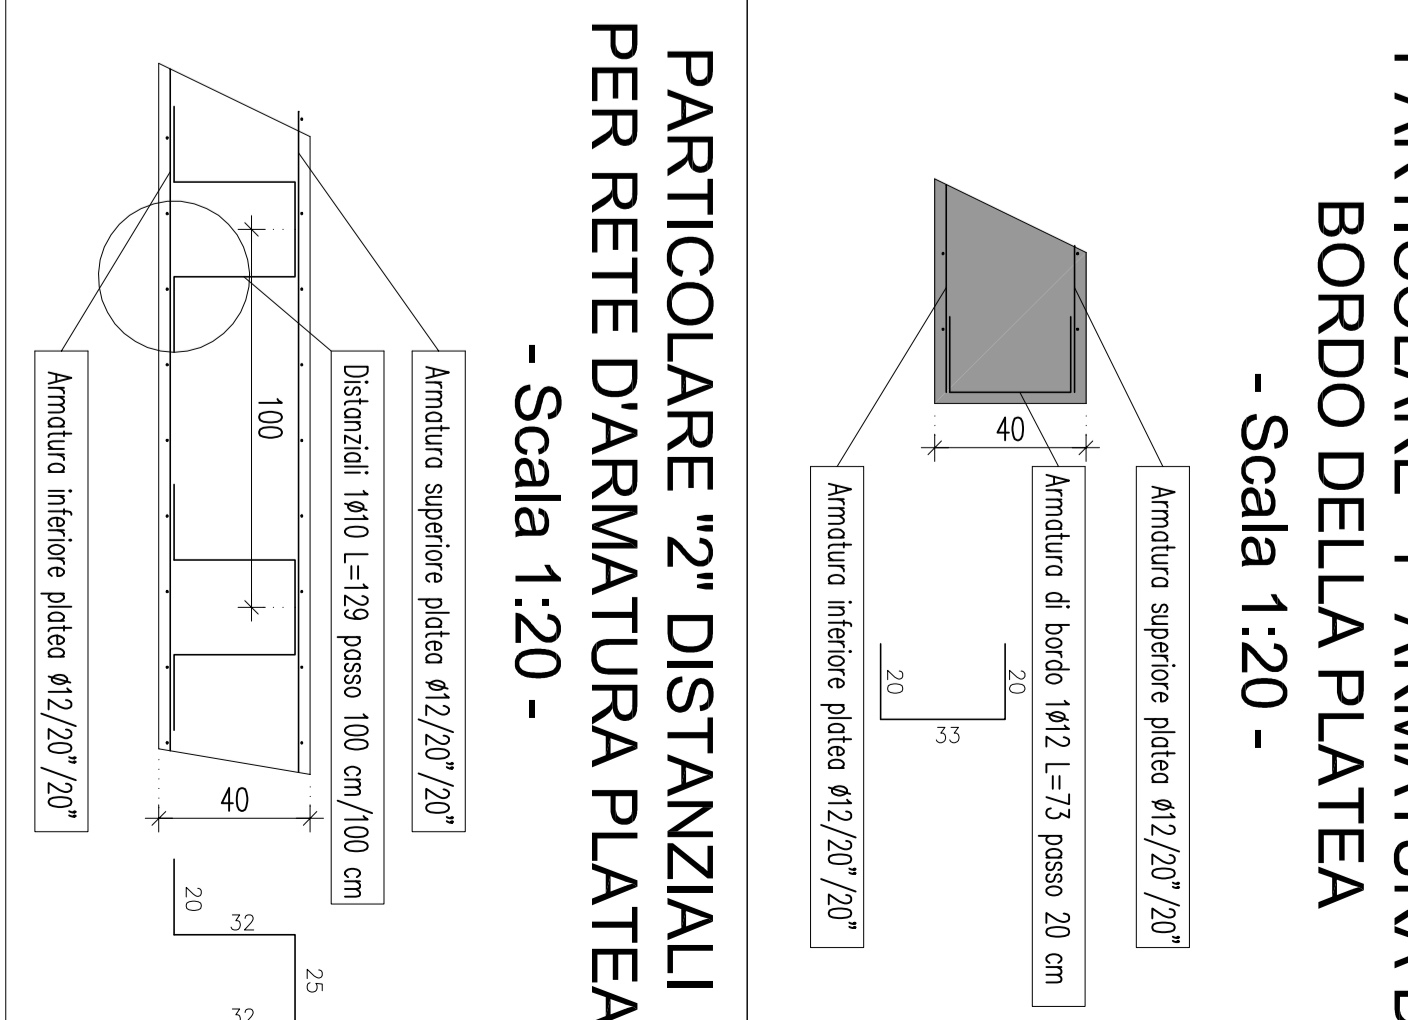 BORDO DELLA PLATEA
- Scala 1:20 -
Armatura superiore platea ø12/20"/20"
Armatura di bordo 1ø12 L=73 passo 20 cm
Armatura inferiore platea ø12/20"/20"
40
20
33
20
PARTICOLARE "2" DISTANZIALI
PER RETE D'ARMATURA PLATEA
- Scala 1:20 -
Armatura superiore platea ø12/20"/20"
Distanziali 1ø10 L=129 passo 100 cm/100 cm
Armatura inferiore platea ø12/20"/20"
100
40
20
32
25
32